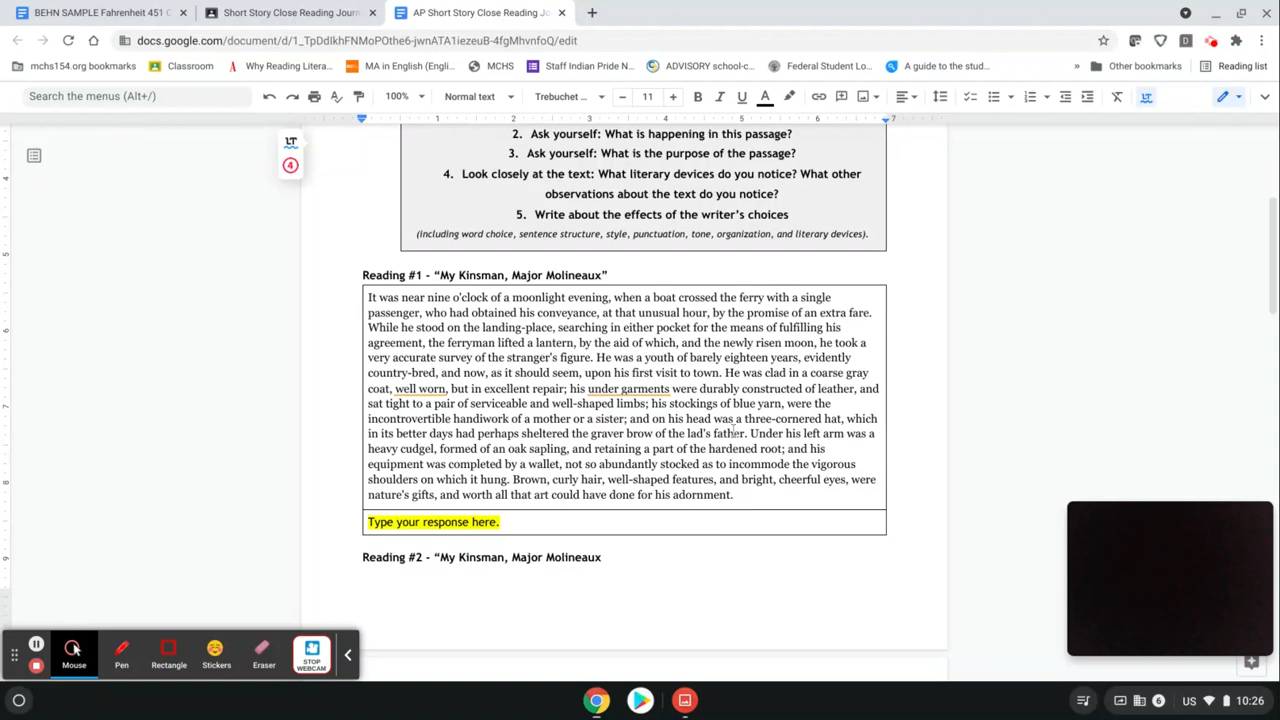 BEHN SAMPLE Fahrenheit 451 C
Short Story Close Reading Journ
AP Short Story Close Reading Jo
docs.google.com/document/d/1_TpDdIkhFNMoPOthe6-jwnATA1iezeuB-4fgMhvnfoQ/edit
mchs154.org bookmarks
Classroom
Why Reading Litera...
MA in English (Engli...
MCHS
Staff Indian Pride N...
ADVISORY school-c...
Federal Student Lo...
A guide to the stud...
»
Other bookmarks
Reading list
Search the menus (Alt+/)
100%
Normal text
Trebuchet ...
11
B I U A
1 2 3 4 5 6 7
2. Ask yourself: What is happening in this passage?
3. Ask yourself: What is the purpose of the passage?
4. Look closely at the text: What literary devices do you notice? What other
observations about the text do you notice?
5. Write about the effects of the writer's choices
(including word choice, sentence structure, style, punctuation, tone, organization, and literary devices).
Reading #1 - “My Kinsman, Major Molineaux”
It was near nine o'clock of a moonlight evening, when a boat crossed the ferry with a single
passenger, who had obtained his conveyance, at that unusual hour, by the promise of an extra fare.
While he stood on the landing-place, searching in either pocket for the means of fulfilling his
agreement, the ferryman lifted a lantern, by the aid of which, and the newly risen moon, he took a
very accurate survey of the stranger's figure. He was a youth of barely eighteen years, evidently
country-bred, and now, as it should seem, upon his first visit to town. He was clad in a coarse gray
coat, well worn, but in excellent repair; his under garments were durably constructed of leather, and
sat tight to a pair of serviceable and well-shaped limbs; his stockings of blue yarn, were the
incontrovertible handiwork of a mother or a sister; and on his head was a three-cornered hat, which
in its better days had perhaps sheltered the graver brow of the lad's father. Under his left arm was a
heavy cudgel, formed of an oak sapling, and retaining a part of the hardened root; and his
equipment was completed by a wallet, not so abundantly stocked as to incommode the vigorous
shoulders on which it hung. Brown, curly hair, well-shaped features, and bright, cheerful eyes, were
nature's gifts, and worth all that art could have done for his adornment.
Type your response here.
Reading #2 - “My Kinsman, Major Molineaux
LT
4
4
5
6
7
8
9
Mouse
Pen
Rectangle
Stickers
Eraser
STOP
WEBCAM
6
US
10:26